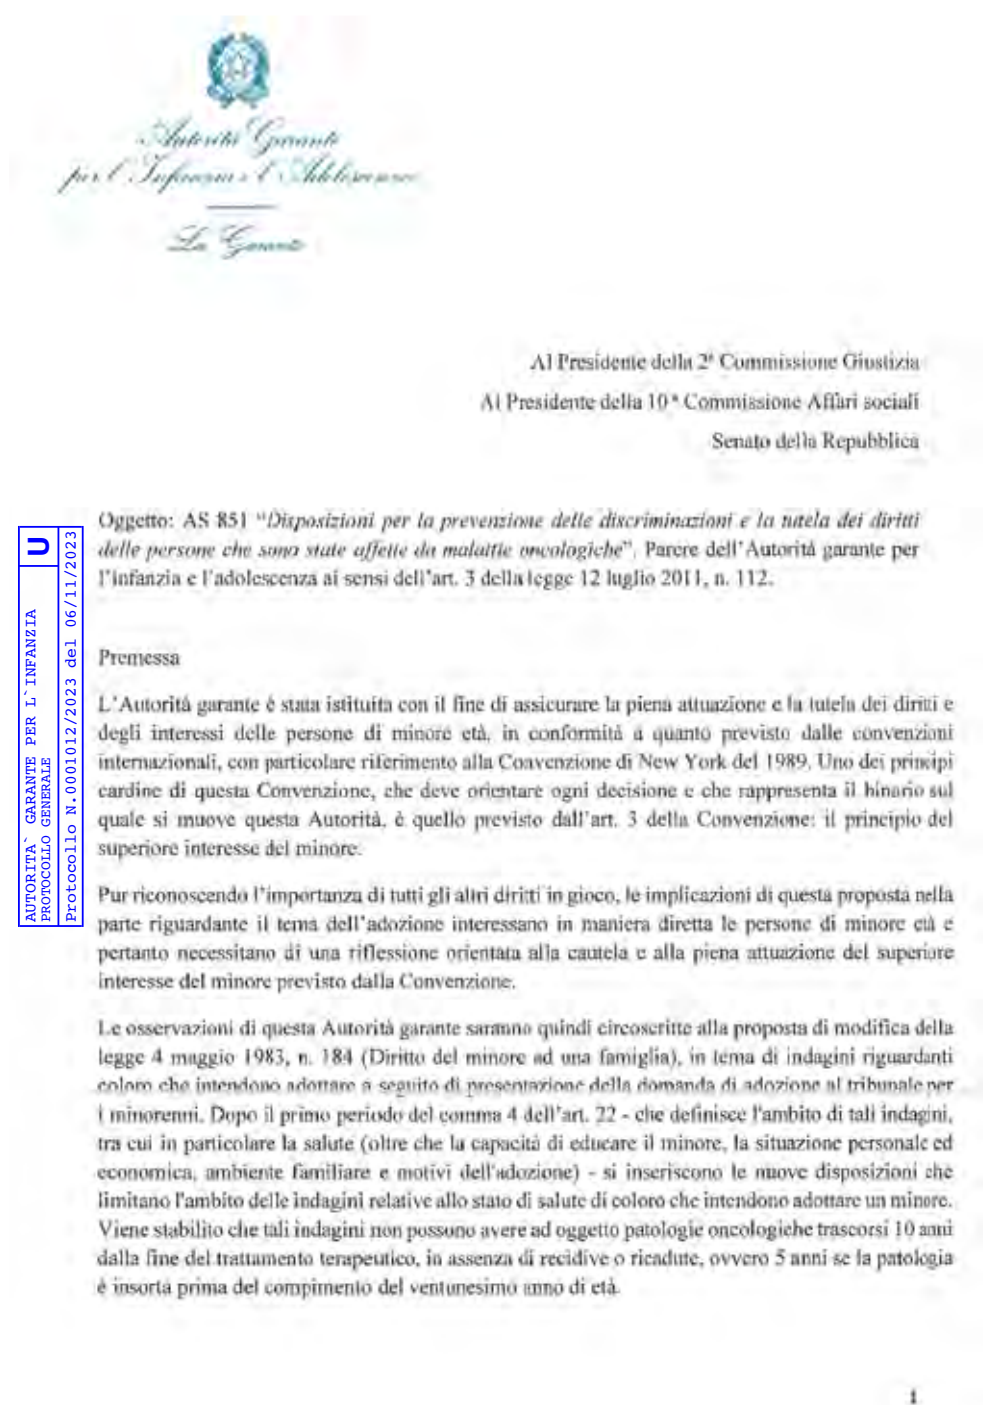 Autorità Garante
per l'Infanzia e l'Adolescenza
La Garante
Al Presidente della 2ª Commissione Giustizia
Al Presidente della 10ª Commissione Affari sociali
Senato della Repubblica
Oggetto: AS 851 “Disposizioni per la prevenzione delle discriminazioni e la tutela dei diritti
delle persone che sono state affette da malattie oncologiche”. Parere dell’Autorità garante per
l’infanzia e l’adolescenza ai sensi dell’art. 3 della legge 12 luglio 2011, n. 112.
AUTORITA` GARANTE PER L`INFANZIA
PROTOCOLLO GENERALE
U
Protocollo N.0001012/2023 del 06/11/2023
Premessa
L’Autorità garante è stata istituita con il fine di assicurare la piena attuazione e la tutela dei diritti e
degli interessi delle persone di minore età, in conformità a quanto previsto dalle convenzioni
internazionali, con particolare riferimento alla Convenzione di New York del 1989. Uno dei principi
cardine di questa Convenzione, che deve orientare ogni decisione e che rappresenta il binario sul
quale si muove questa Autorità, è quello previsto dall’art. 3 della Convenzione: il principio del
superiore interesse del minore.
Pur riconoscendo l’importanza di tutti gli altri diritti in gioco, le implicazioni di questa proposta nella
parte riguardante il tema dell’adozione interessano in maniera diretta le persone di minore età e
pertanto necessitano di una riflessione orientata alla cautela e alla piena attuazione del superiore
interesse del minore previsto dalla Convenzione.
Le osservazioni di questa Autorità garante saranno quindi circoscritte alla proposta di modifica della
legge 4 maggio 1983, n. 184 (Diritto del minore ad una famiglia), in tema di indagini riguardanti
coloro che intendono adottare a seguito di presentazione della domanda di adozione al tribunale per
i minorenni. Dopo il primo periodo del comma 4 dell’art. 22 - che definisce l'ambito di tali indagini,
tra cui in particolare la salute (oltre che la capacità di educare il minore, la situazione personale ed
economica, ambiente familiare e motivi dell'adozione) - si inseriscono le nuove disposizioni che
limitano l'ambito delle indagini relative allo stato di salute di coloro che intendono adottare un minore.
Viene stabilito che tali indagini non possono avere ad oggetto patologie oncologiche trascorsi 10 anni
dalla fine del trattamento terapeutico, in assenza di recidive o ricadute, ovvero 5 anni se la patologia
è insorta prima del compimento del ventunesimo anno di età.
1